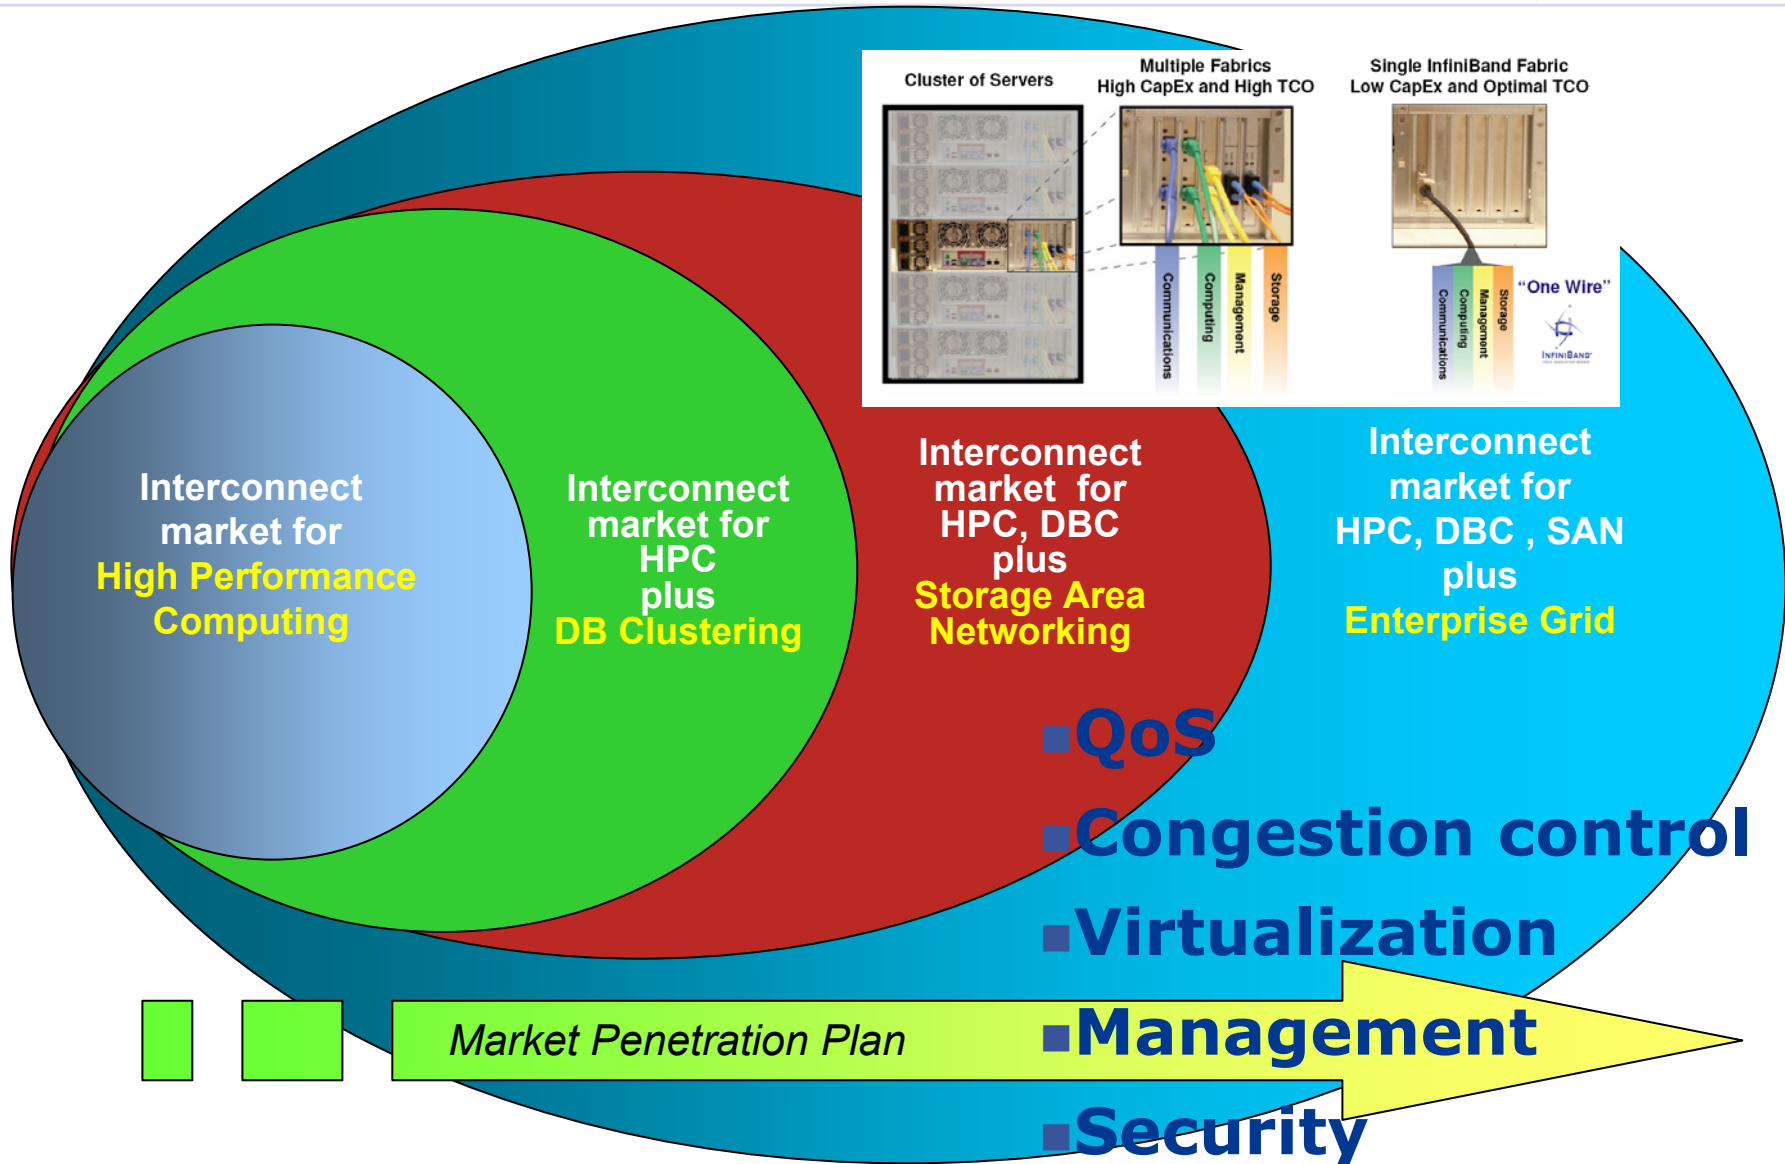 Cluster of Servers
Multiple Fabrics
High CapEx and High TCO
Single InfiniBand Fabric
Low CapEx and Optimal TCO
Communications
Computing
Management
Storage
Communications
Computing
Management
Storage
"One Wire"
INFINIBAND
Interconnect
market for
High Performance
Computing
Interconnect
market for
HPC
plus
DB Clustering
Interconnect
market for
HPC, DBC
plus
Storage Area
Networking
Interconnect
market for
HPC, DBC , SAN
plus
Enterprise Grid
QoS
Congestion control
Virtualization
Management
Security
Market Penetration Plan